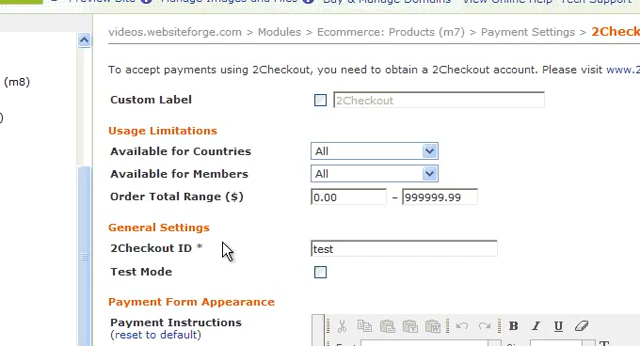 Preview Site Manage Images and Files Buy & Manage Domains View Online Help Tech Support
videos.websiteforge.com > Modules > Ecommerce: Products (m7) > Payment Settings > 2Check
(m8)
To accept payments using 2Checkout, you need to obtain a 2Checkout account. Please visit www.2
)
Custom Label 2Checkout
Usage Limitations
Available for Countries All
Available for Members All
Order Total Range ($) 0.00 – 999999.99
General Settings
2Checkout ID * test
Test Mode
Payment Form Appearance
Payment Instructions B I U
(reset to default)